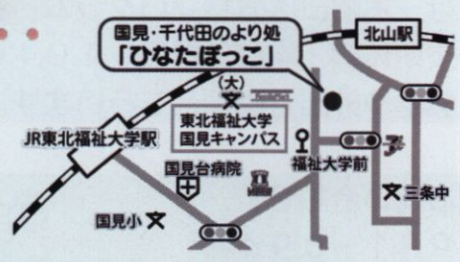 国見・千代田のより処
「ひなたぼっこ」
北山駅
(大)
FamilyMart
東北福祉大学
国見キャンパス
JR東北福祉大学駅
国見台病院
福祉大学前
三条中
国見小